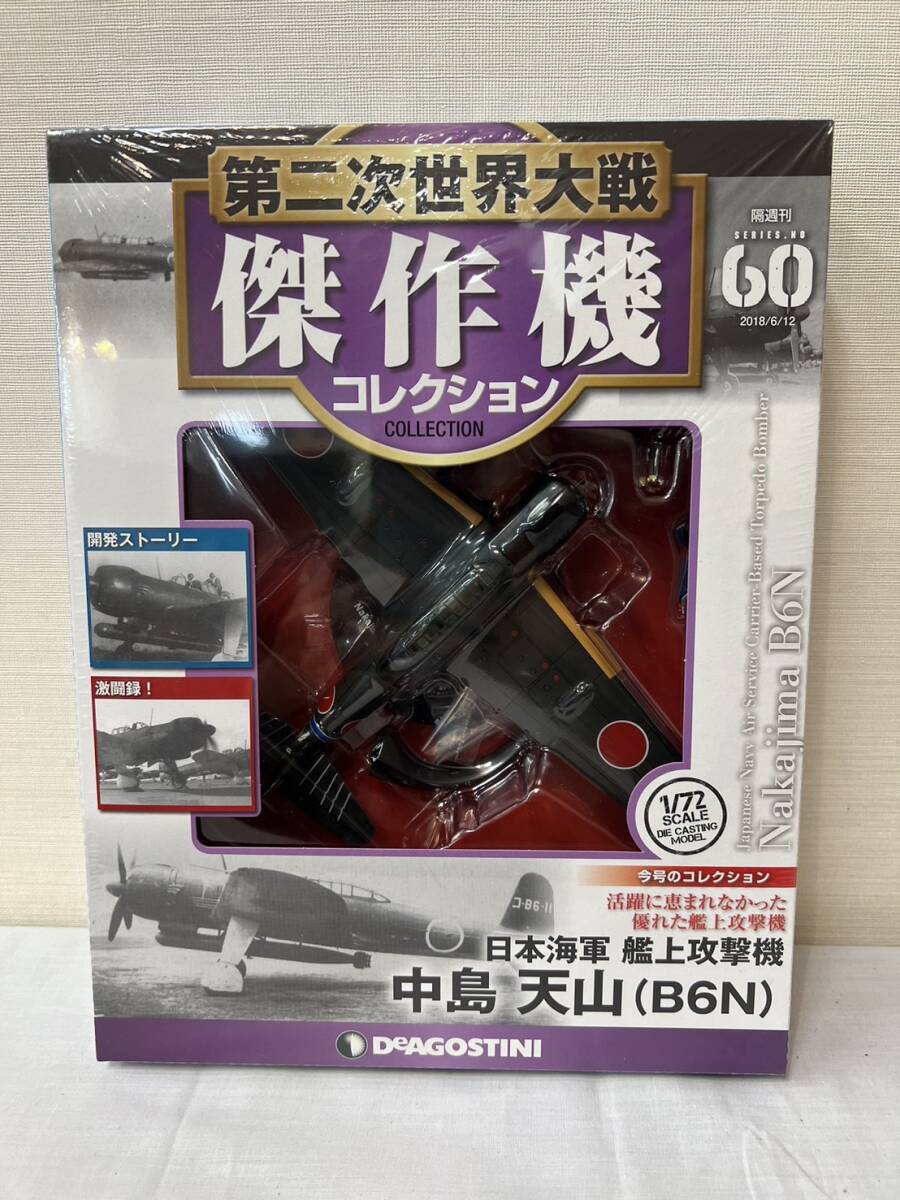 第二次世界大戦
傑作機
コレクション
COLLECTION
隔週刊
SERIES.NO
60
2018/6/12
開発ストーリー
激闘録！
Japanese Navy Air Service Carrier-Based Torpedo Bomber
Nakajima B6N
1/72
SCALE
DIE CASTING
MODEL
コ-B6-11
今号のコレクション
活躍に恵まれなかった
優れた艦上攻撃機
日本海軍 艦上攻撃機
中島 天山(B6N)
DeAGOSTINI